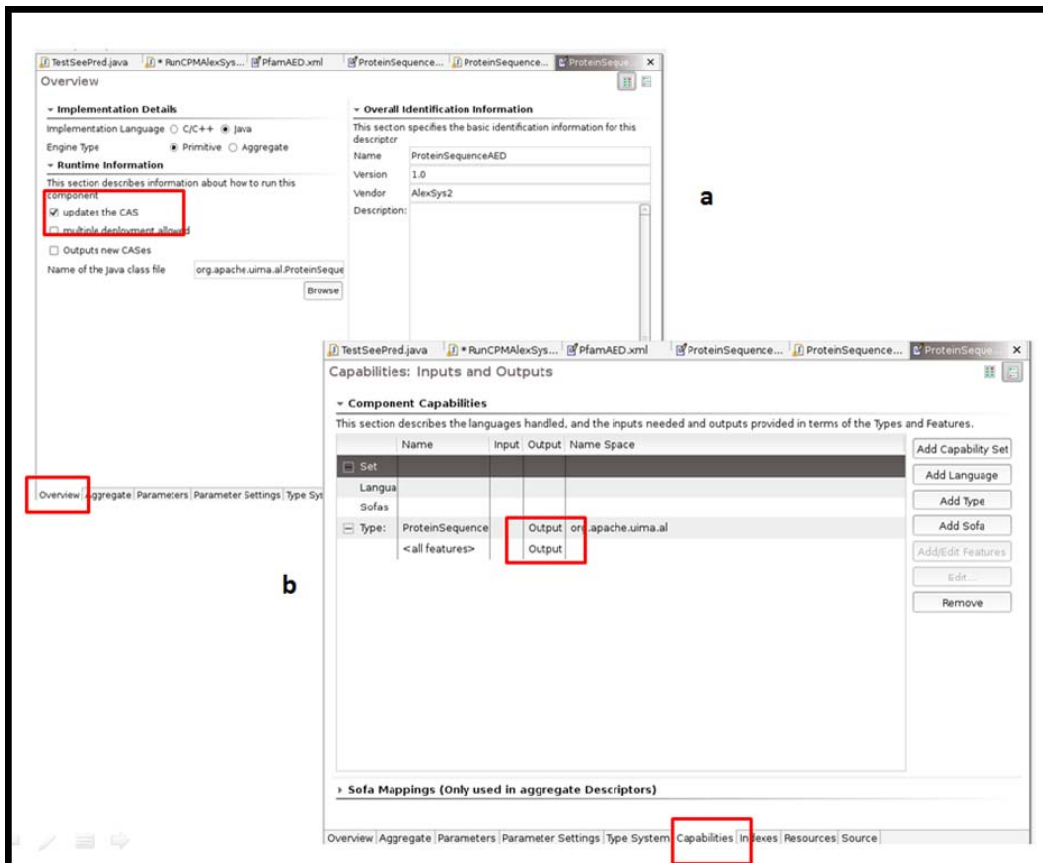 TestSeePred.java
* RunCPMAlexSys...
PfamAED.xml
ProteinSequence...
ProteinSequence...
ProteinSeque
Overview
Implementation Details
Implementation Language C/C++ Java
Engine Type Primitive Aggregate
Runtime Information
This section describes information about how to run this
component
updates the CAS
multiple deployment allowed
Outputs new CASes
Name of the Java class file org.apache.uima.al.ProteinSeque
Browse
Overall Identification Information
This section specifies the basic identification information for this
descriptor
Name ProteinSequenceAED
Version 1.0
Vendor AlexSys2
Description:
a
Overview Aggregate Parameters Parameter Settings Type Sys
TestSeePred.java
* RunCPMAlexSys...
PfamAED.xml
ProteinSequence...
ProteinSequence...
ProteinSeque...
Capabilities: Inputs and Outputs
Component Capabilities
This section describes the languages handled, and the inputs needed and outputs provided in terms of the Types and Features.
Name Input Output Name Space
Set
Langua
Sofas
Type: ProteinSequence Output org.apache.uima.al
<all features> Output
Add Capability Set
Add Language
Add Type
Add Sofa
Add/Edit Features
Edit...
Remove
b
Sofa Mappings (Only used in aggregate Descriptors)
Overview Aggregate Parameters Parameter Settings Type System Capabilities Indexes Resources Source